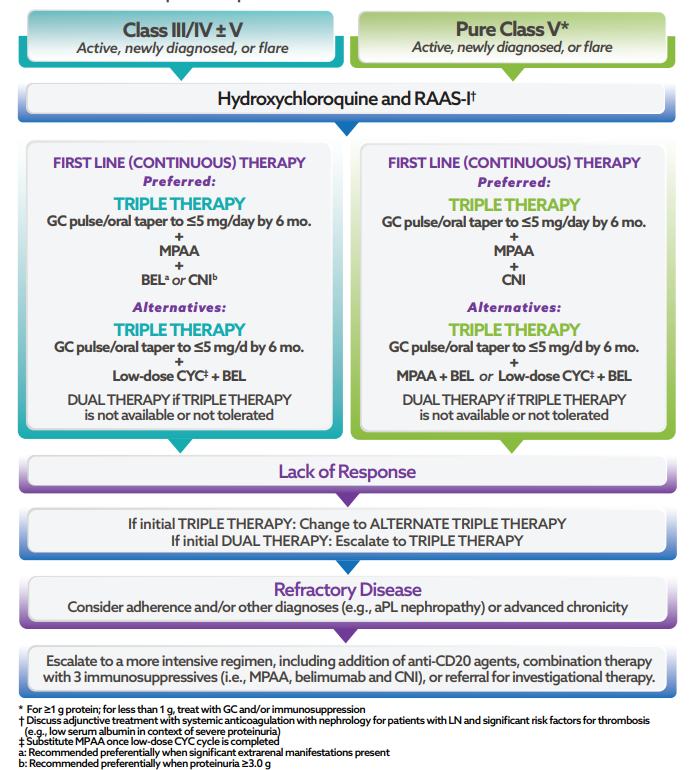 Class III/IV ± V
Active, newly diagnosed, or flare
Pure Class V*
Active, newly diagnosed, or flare
Hydroxychloroquine and RAAS-I†
FIRST LINE (CONTINUOUS) THERAPY
Preferred:
TRIPLE THERAPY
GC pulse/oral taper to ≤5 mg/day by 6 mo.
+
MPAA
+
BELᵃ or CNIᵇ
Alternatives:
TRIPLE THERAPY
GC pulse/oral taper to ≤5 mg/d by 6 mo.
+
Low-dose CYC‡ + BEL
DUAL THERAPY if TRIPLE THERAPY
is not available or not tolerated
FIRST LINE (CONTINUOUS) THERAPY
Preferred:
TRIPLE THERAPY
GC pulse/oral taper to ≤5 mg/day by 6 mo.
+
MPAA
+
CNI
Alternatives:
TRIPLE THERAPY
GC pulse/oral taper to ≤5 mg/d by 6 mo.
+
MPAA + BEL or Low-dose CYC‡ + BEL
DUAL THERAPY if TRIPLE THERAPY
is not available or not tolerated
Lack of Response
If initial TRIPLE THERAPY: Change to ALTERNATE TRIPLE THERAPY
If initial DUAL THERAPY: Escalate to TRIPLE THERAPY
Refractory Disease
Consider adherence and/or other diagnoses (e.g., aPL nephropathy) or advanced chronicity
Escalate to a more intensive regimen, including addition of anti-CD20 agents, combination therapy
with 3 immunosuppressives (i.e., MPAA, belimumab and CNI), or referral for investigational therapy.
* For ≥1 g protein; for less than 1 g, treat with GC and/or immunosuppression
† Discuss adjunctive treatment with systemic anticoagulation with nephrology for patients with LN and significant risk factors for thrombosis
(e.g., low serum albumin in context of severe proteinuria)
‡ Substitute MPAA once low-dose CYC cycle is completed
a: Recommended preferentially when significant extrarenal manifestations present
b: Recommended preferentially when proteinuria ≥3.0 g